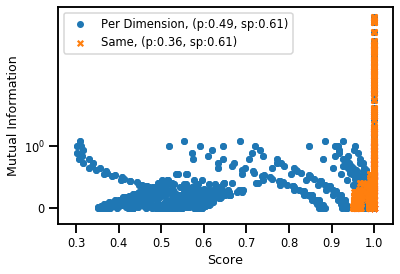 Per Dimension, (p:0.49, sp:0.61)
Same, (p:0.36, sp:0.61)
Mutual Information
10⁰
0
0.3 0.4 0.5 0.6 0.7 0.8 0.9 1.0
Score